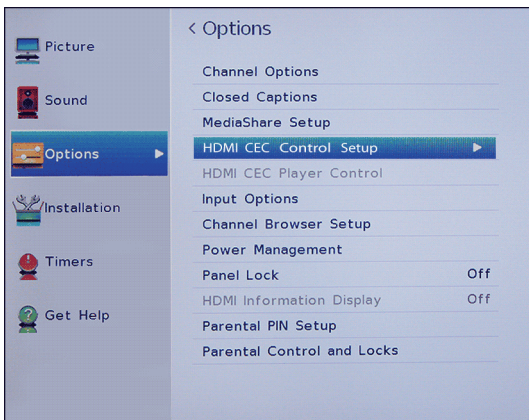 Picture
Sound
Options
Installation
Timers
Get Help
< Options
Channel Options
Closed Captions
MediaShare Setup
HDMI CEC Control Setup
HDMI CEC Player Control
Input Options
Channel Browser Setup
Power Management
Panel Lock Off
HDMI Information Display Off
Parental PIN Setup
Parental Control and Locks